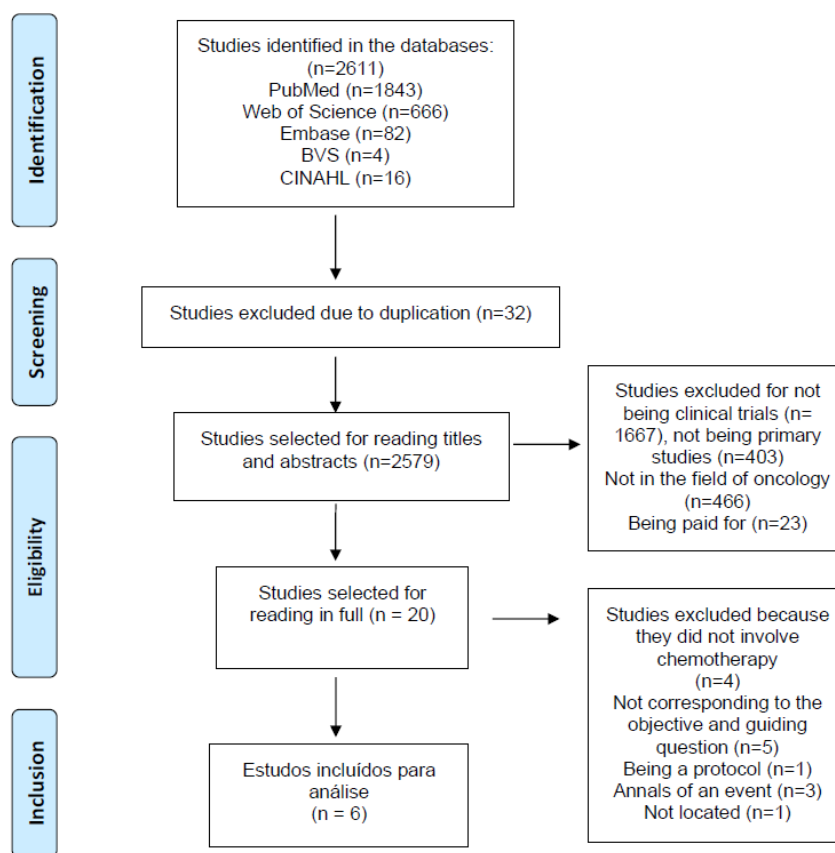 Identification
Studies identified in the databases:
(n=2611)
PubMed (n=1843)
Web of Science (n=666)
Embase (n=82)
BVS (n=4)
CINAHL (n=16)
Screening
Studies excluded due to duplication (n=32)
Studies selected for reading titles
and abstracts (n=2579)
Studies excluded for not
being clinical trials (n=
1667), not being primary
studies (n=403)
Not in the field of oncology
(n=466)
Being paid for (n=23)
Eligibility
Studies selected for
reading in full (n = 20)
Studies excluded because
they did not involve
chemotherapy
(n=4)
Not corresponding to the
objective and guiding
question (n=5)
Being a protocol (n=1)
Annals of an event (n=3)
Not located (n=1)
Inclusion
Estudos incluídos para
análise
(n = 6)